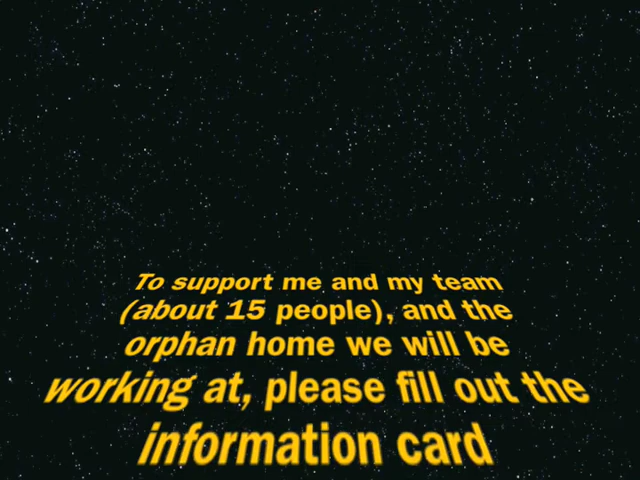 To support me and my team
(about 15 people), and the
orphan home we will be
working at, please fill out the
information card